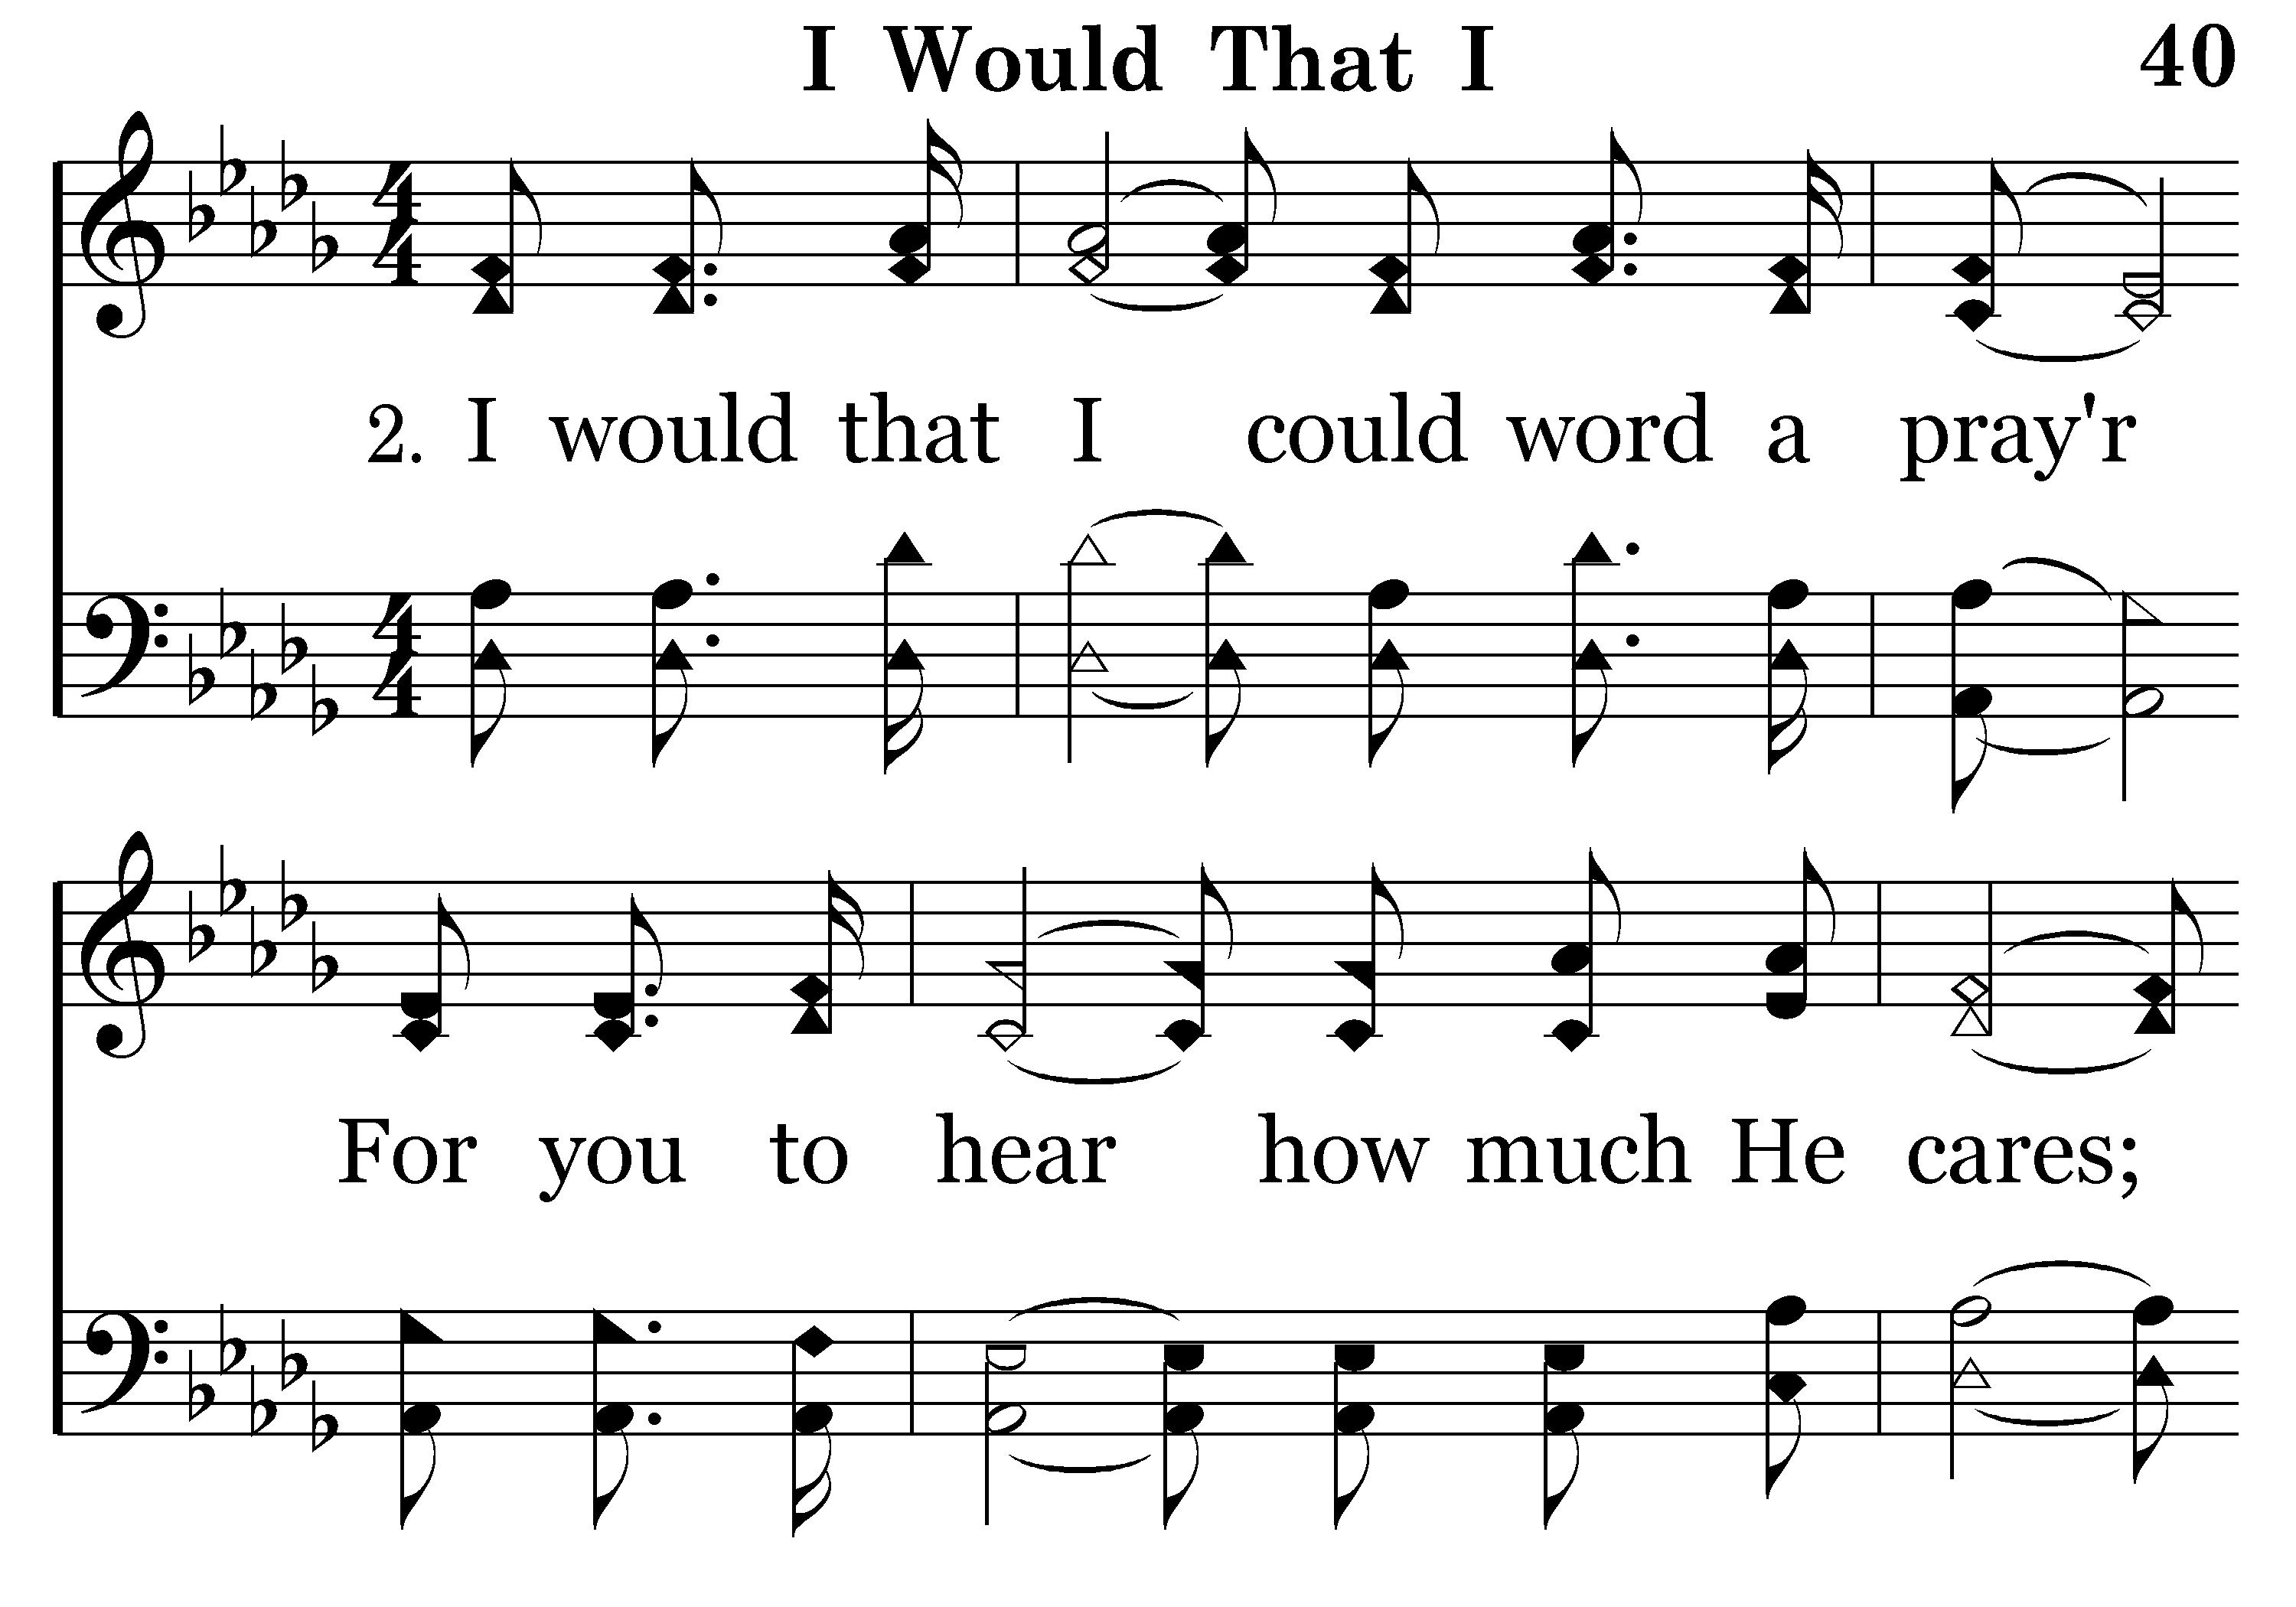 I Would That I 40
2. I would that I could word a pray'r
For you to hear how much He cares;